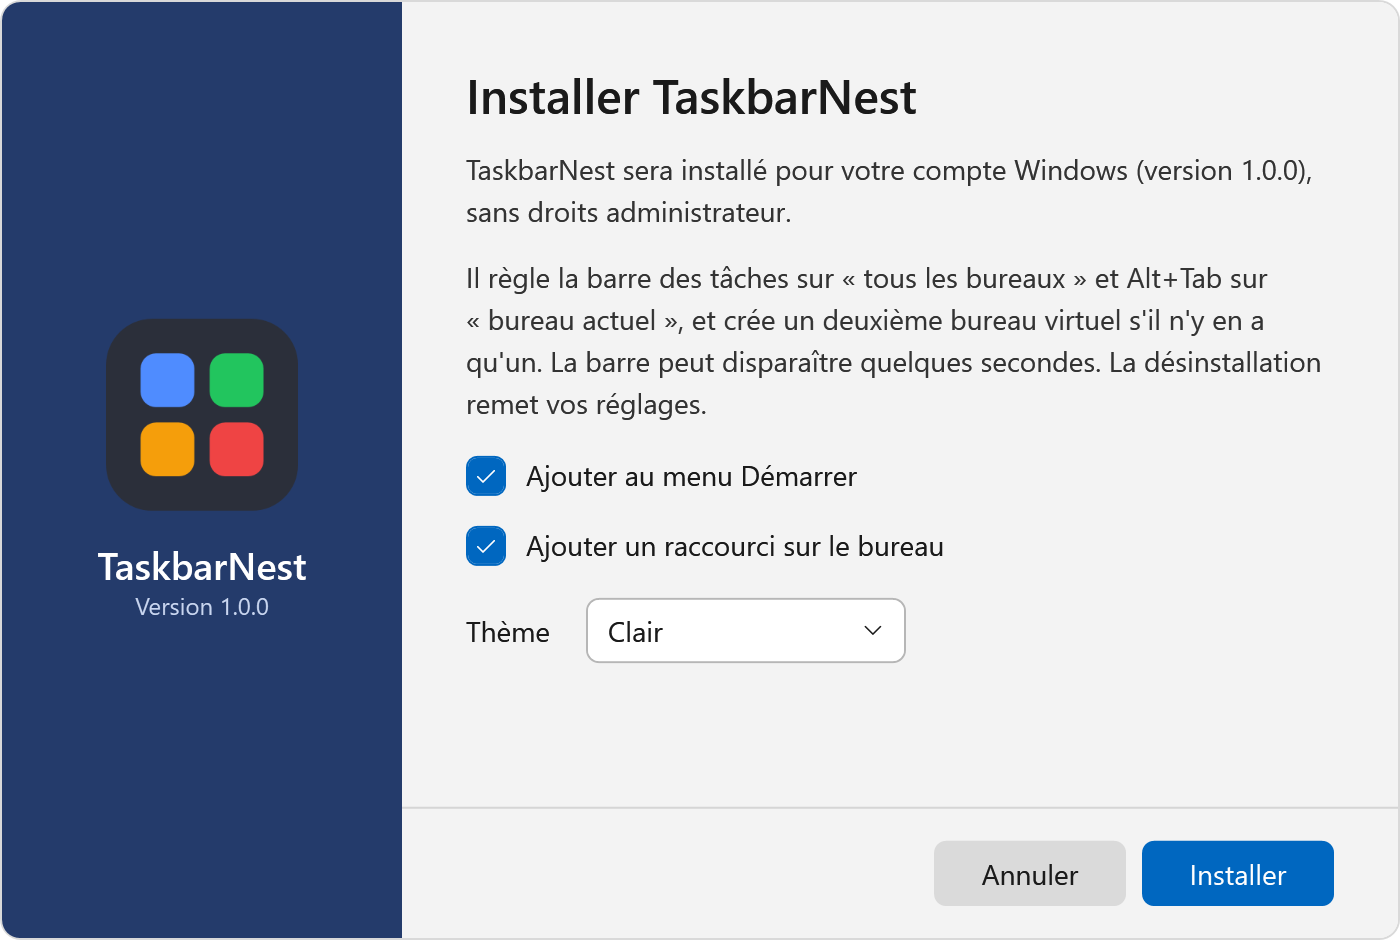 TaskbarNest
Version 1.0.0
Installer TaskbarNest
TaskbarNest sera installé pour votre compte Windows (version 1.0.0),
sans droits administrateur.
Il règle la barre des tâches sur « tous les bureaux » et Alt+Tab sur
« bureau actuel », et crée un deuxième bureau virtuel s'il n'y en a
qu'un. La barre peut disparaître quelques secondes. La désinstallation
remet vos réglages.
Ajouter au menu Démarrer
Ajouter un raccourci sur le bureau
Thème Clair
Annuler Installer